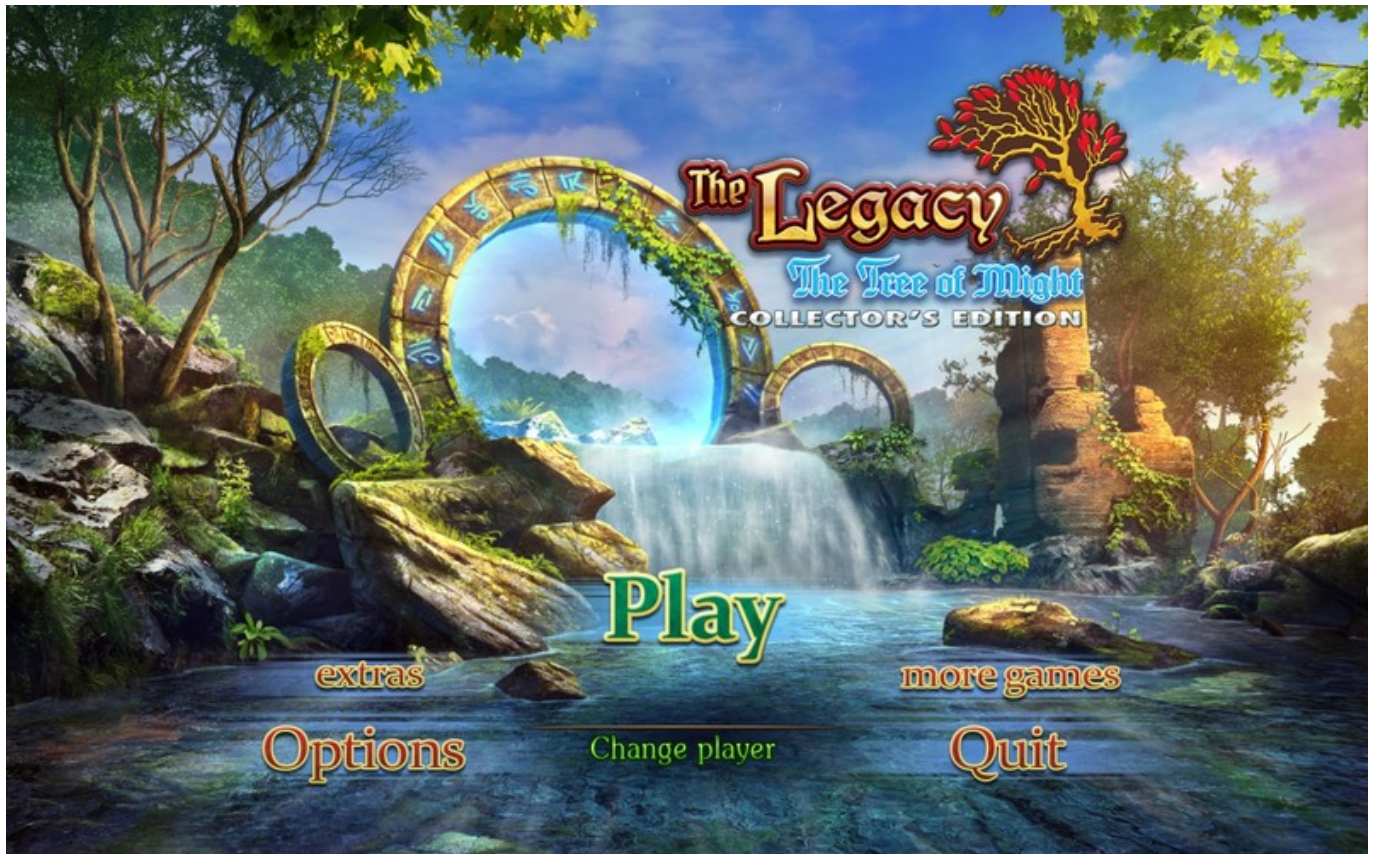 The Legacy
The Tree of Might
COLLECTOR'S EDITION
Play
extras
more games
Options
Change player
Quit